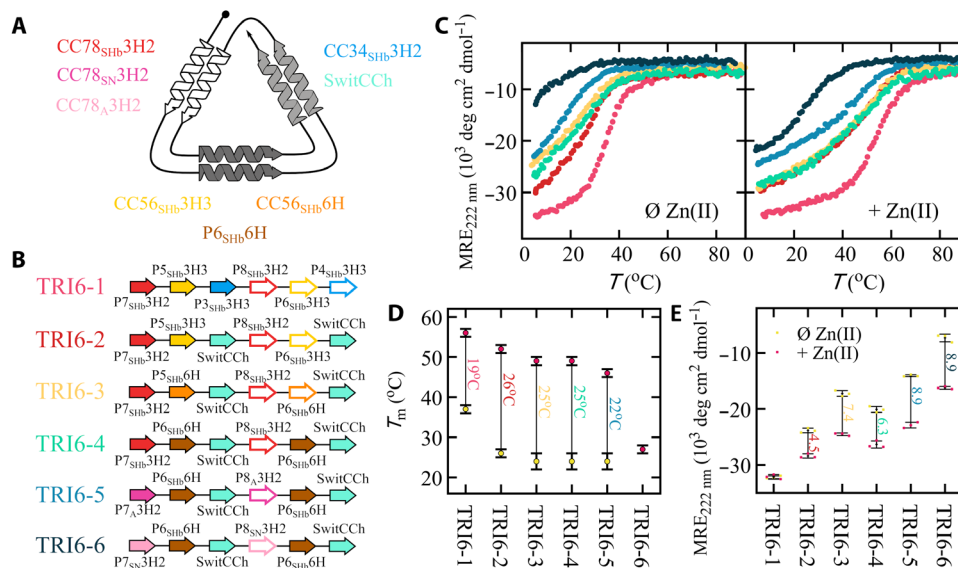 A
CC78SHb3H2
CC78SN3H2
CC78A3H2
CC34SHb3H2
SwitCCh
CC56SHb3H3
CC56SHb6H
P6SHb6H
B
TRI6-1
P5SHb3H3
P8SHb3H2
P4SHb3H3
P7SHb3H2
P3SHb3H3
P6SHb3H3
TRI6-2
P5SHb3H3
P8SHb3H2
SwitCCh
P7SHb3H2
SwitCCh
P6SHb3H3
TRI6-3
P5SHb6H
P8SHb3H2
SwitCCh
P7SHb3H2
SwitCCh
P6SHb6H
TRI6-4
P6SHb6H
P8SHb3H2
SwitCCh
P7SHb3H2
SwitCCh
P6SHb6H
TRI6-5
P6SHb6H
P8A3H2
SwitCCh
P7A3H2
SwitCCh
P6SHb6H
TRI6-6
P6SHb6H
P8SN3H2
SwitCCh
P7SN3H2
SwitCCh
P6SHb6H
C
MRE222 nm (10³ deg cm² dmol⁻¹)
−10
−20
−30
Ø Zn(II)
+ Zn(II)
0 20 40 60 80
0 20 40 60 80
T (°C)
T (°C)
D
Tm (°C)
60
50
40
30
20
19°C
26°C
25°C
25°C
22°C
TRI6-1
TRI6-2
TRI6-3
TRI6-4
TRI6-5
TRI6-6
E
MRE222 nm (10³ deg cm² dmol⁻¹)
−10
−20
−30
Ø Zn(II)
+ Zn(II)
4.5
7.4
6.3
8.9
8.9
TRI6-1
TRI6-2
TRI6-3
TRI6-4
TRI6-5
TRI6-6